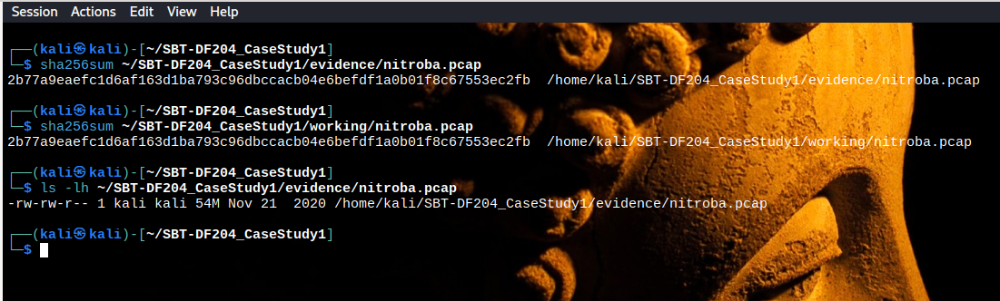 Session Actions Edit View Help
┌──(kali㉿kali)-[~/SBT-DF204_CaseStudy1]
└─$ sha256sum ~/SBT-DF204_CaseStudy1/evidence/nitroba.pcap
2b77a9eaefc1d6af163d1ba793c96dbccacb04e6befdf1a0b01f8c67553ec2fb  /home/kali/SBT-DF204_CaseStudy1/evidence/nitroba.pcap
┌──(kali㉿kali)-[~/SBT-DF204_CaseStudy1]
└─$ sha256sum ~/SBT-DF204_CaseStudy1/working/nitroba.pcap
2b77a9eaefc1d6af163d1ba793c96dbccacb04e6befdf1a0b01f8c67553ec2fb  /home/kali/SBT-DF204_CaseStudy1/working/nitroba.pcap
┌──(kali㉿kali)-[~/SBT-DF204_CaseStudy1]
└─$ ls -lh ~/SBT-DF204_CaseStudy1/evidence/nitroba.pcap
-rw-rw-r-- 1 kali kali 54M Nov 21  2020 /home/kali/SBT-DF204_CaseStudy1/evidence/nitroba.pcap
┌──(kali㉿kali)-[~/SBT-DF204_CaseStudy1]
└─$